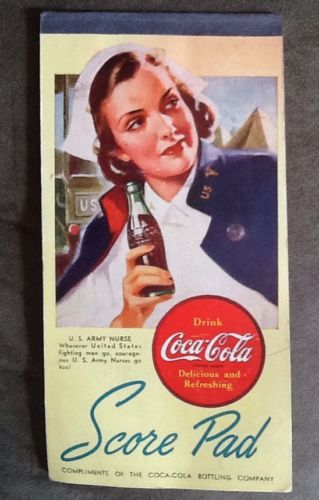 US
US
U. S. ARMY NURSE
Wherever United States
fighting men go, courage-
ous U. S. Army Nurses go
too!
Drink
Coca-Cola
Delicious and
Refreshing
Score Pad
COMPLIMENTS OF THE COCA-COLA BOTTLING COMPANY